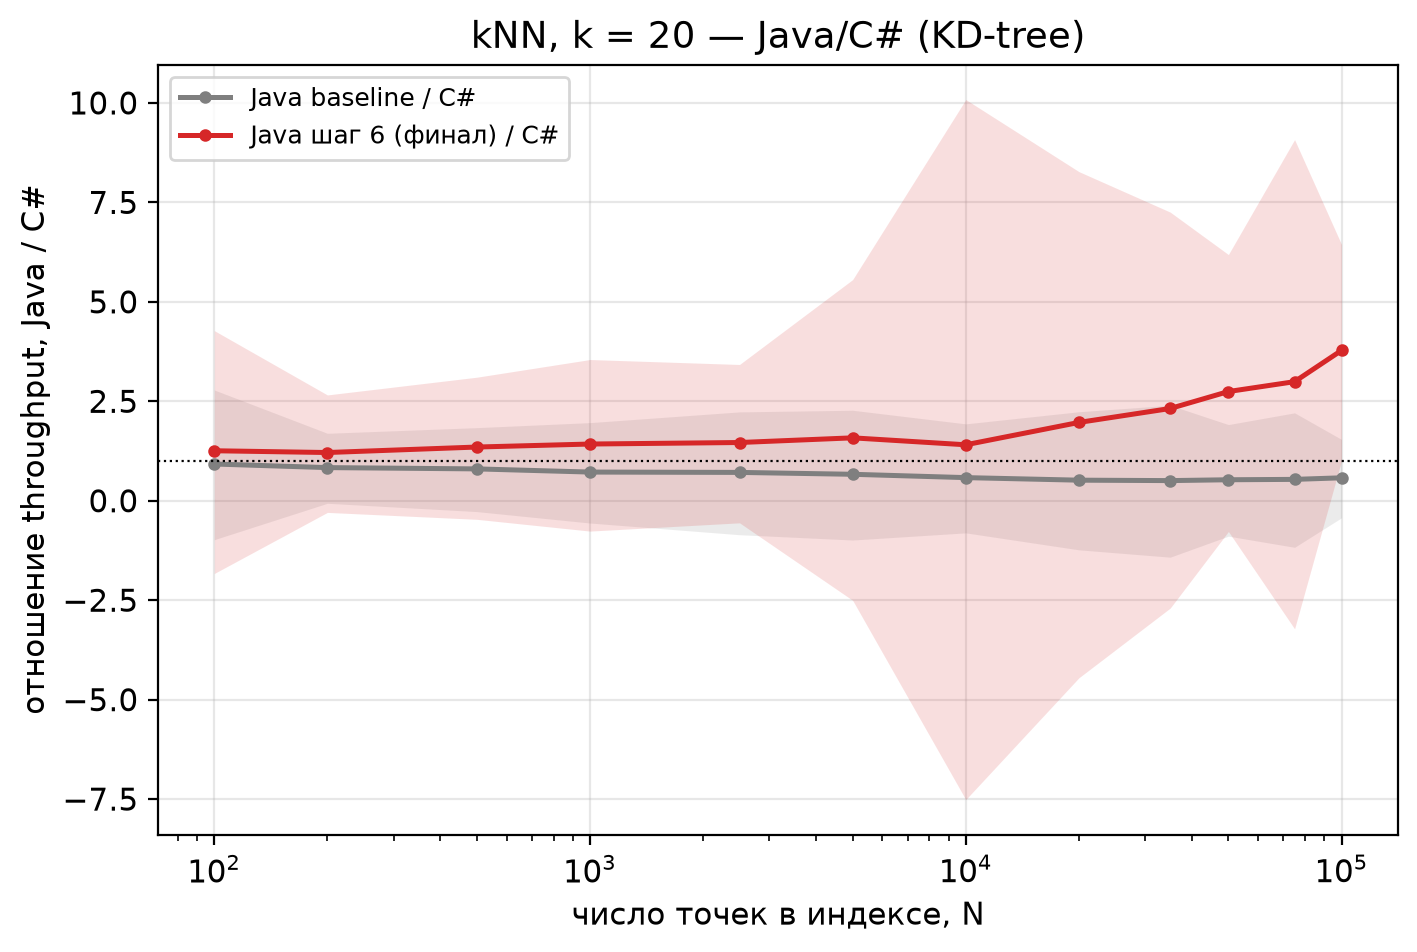 kNN, k = 20 — Java/C# (KD-tree)
Java baseline / C#
Java шаг 6 (финал) / C#
отношение throughput, Java / C#
10.0
7.5
5.0
2.5
0.0
−2.5
−5.0
−7.5
10² 10³ 10⁴ 10⁵
число точек в индексе, N